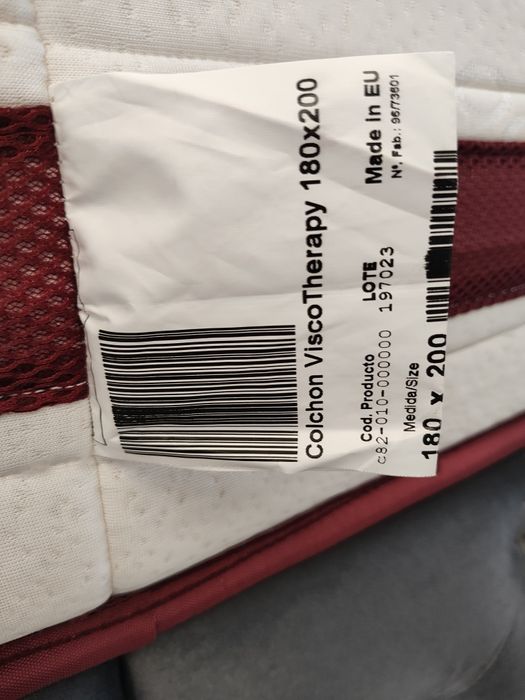 Colchon ViscoTherapy 180x200
Cod. Producto
c82-010-000000
LOTE
197023
Made in EU
Nº. Fab.: 96/73601
Medida/Size
180 x 200